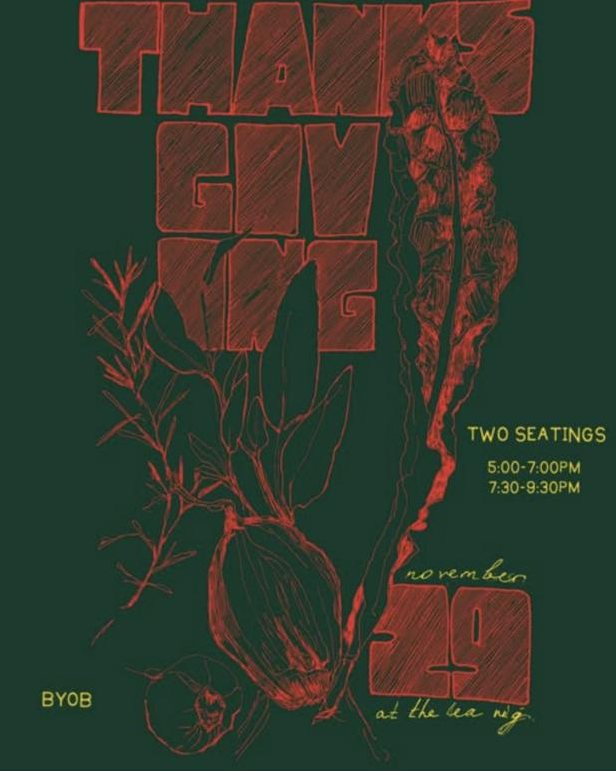 THANKS
GIV
ING
TWO SEATINGS
5:00-7:00PM
7:30-9:30PM
november
29
at the
BYOB